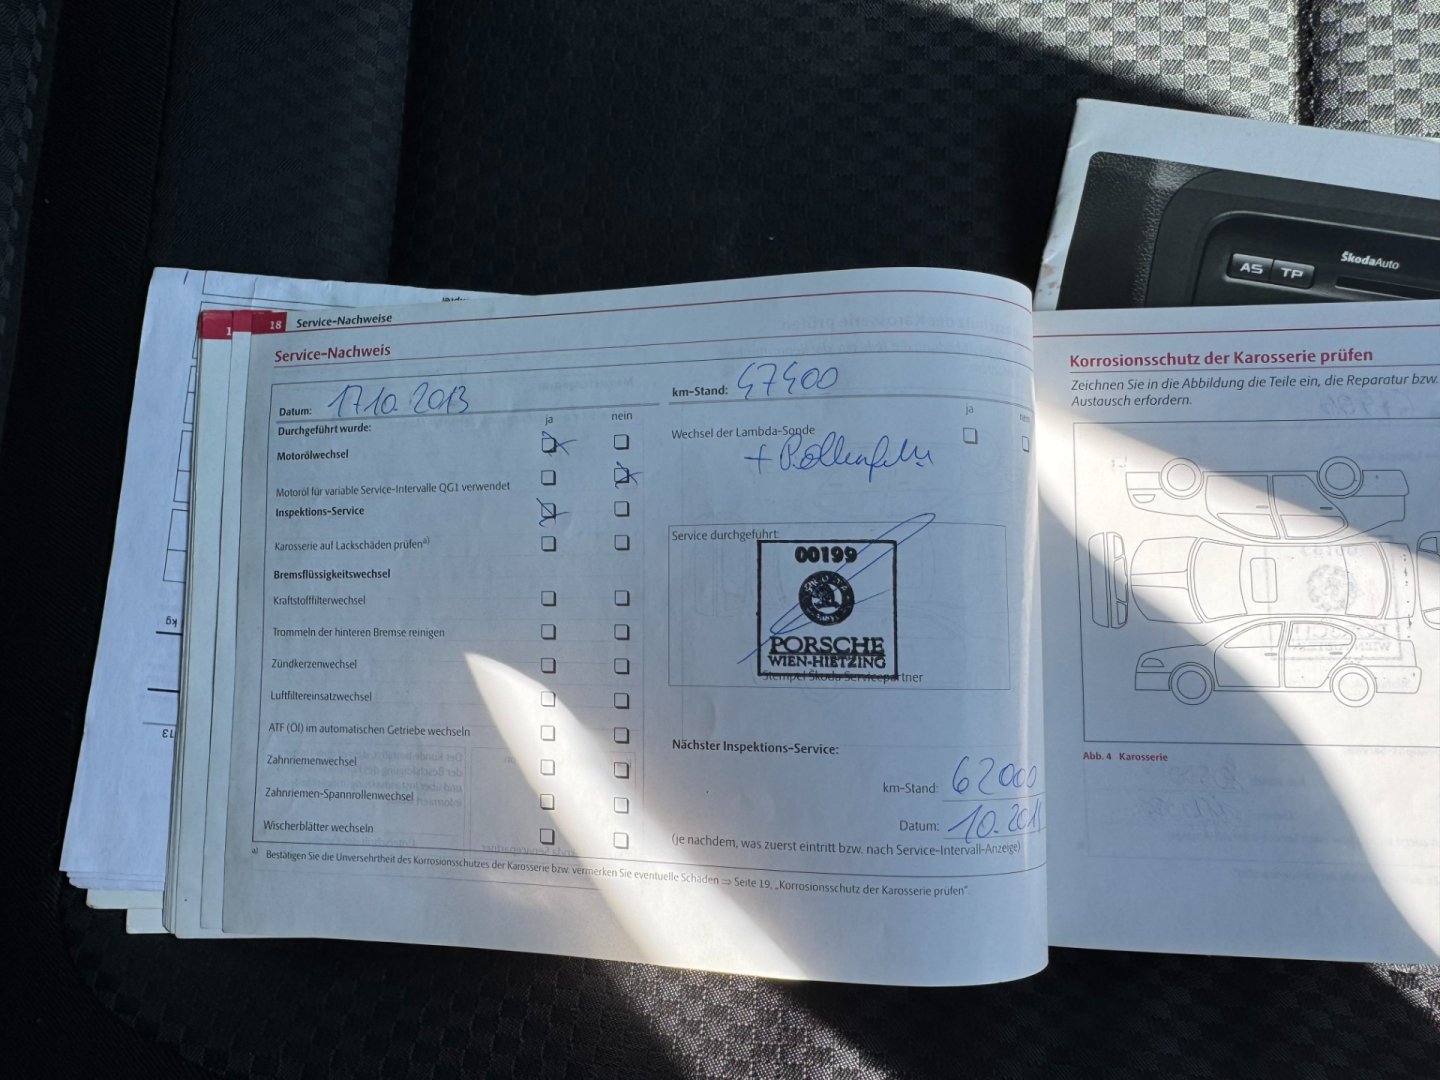 18 Service-Nachweise
Service-Nachweis
Datum: 17.10.2013
km-Stand: 47400
Durchgeführt wurde:
ja nein
Motorölwechsel
Motoröl für variable Service-Intervalle QG1 verwendet
Inspektions-Service
Karosserie auf Lackschäden prüfen a)
Bremsflüssigkeitswechsel
Kraftstofffilterwechsel
Trommeln der hinteren Bremse reinigen
Zündkerzenwechsel
Luftfiltereinsatzwechsel
ATF (Öl) im automatischen Getriebe wechseln
Zahnriemenwechsel
Zahnriemen-Spannrollenwechsel
Wischerblätter wechseln
ja nein
Wechsel der Lambda-Sonde
+ Pollenfilter
Service durchgeführt:
00199
PORSCHE
WIEN-HIETZING
Stempel Škoda Servicepartner
Nächster Inspektions-Service:
km-Stand: 62000
Datum: 10.201
(je nachdem, was zuerst eintritt bzw. nach Service-Intervall-Anzeige)
a) Bestätigen Sie die Unversehrtheit des Korrosionsschutzes der Karosserie bzw. vermerken Sie eventuelle Schäden ⇒ Seite 19, „Korrosionsschutz der Karosserie prüfen“.
Korrosionsschutz der Karosserie prüfen
Zeichnen Sie in die Abbildung die Teile ein, die Reparatur bzw.
Austausch erfordern.
Abb. 4 Karosserie
AS TP
ŠkodaAuto
1
kg